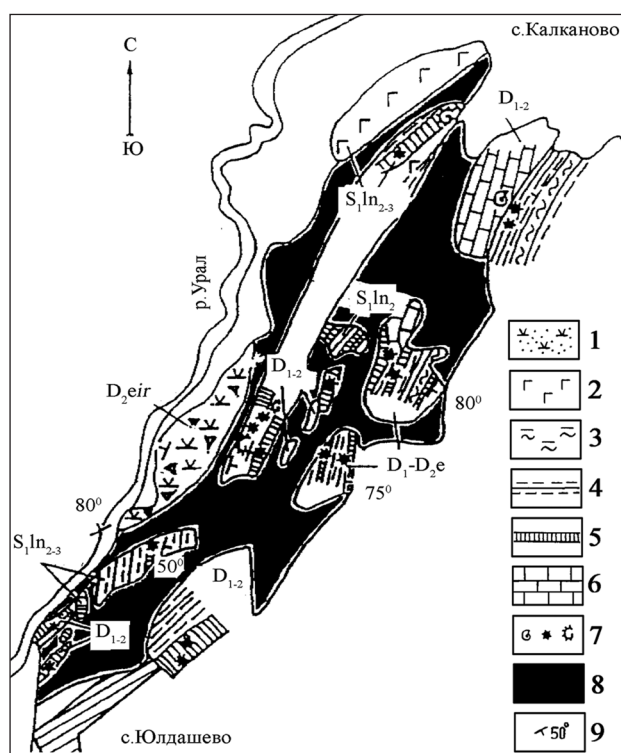 С
Ю
с.Калканово
D₁₋₂
S₁ln₂₋₃
р.Урал
S₁ln₂
D₁₋₂
D₂eir
80⁰
D₁-D₂e
75⁰
80⁰
S₁ln₂₋₃
50⁰
D₁₋₂
D₁₋₂
с.Юлдашево
1
2
3
4
5
6
7
8
50° 9